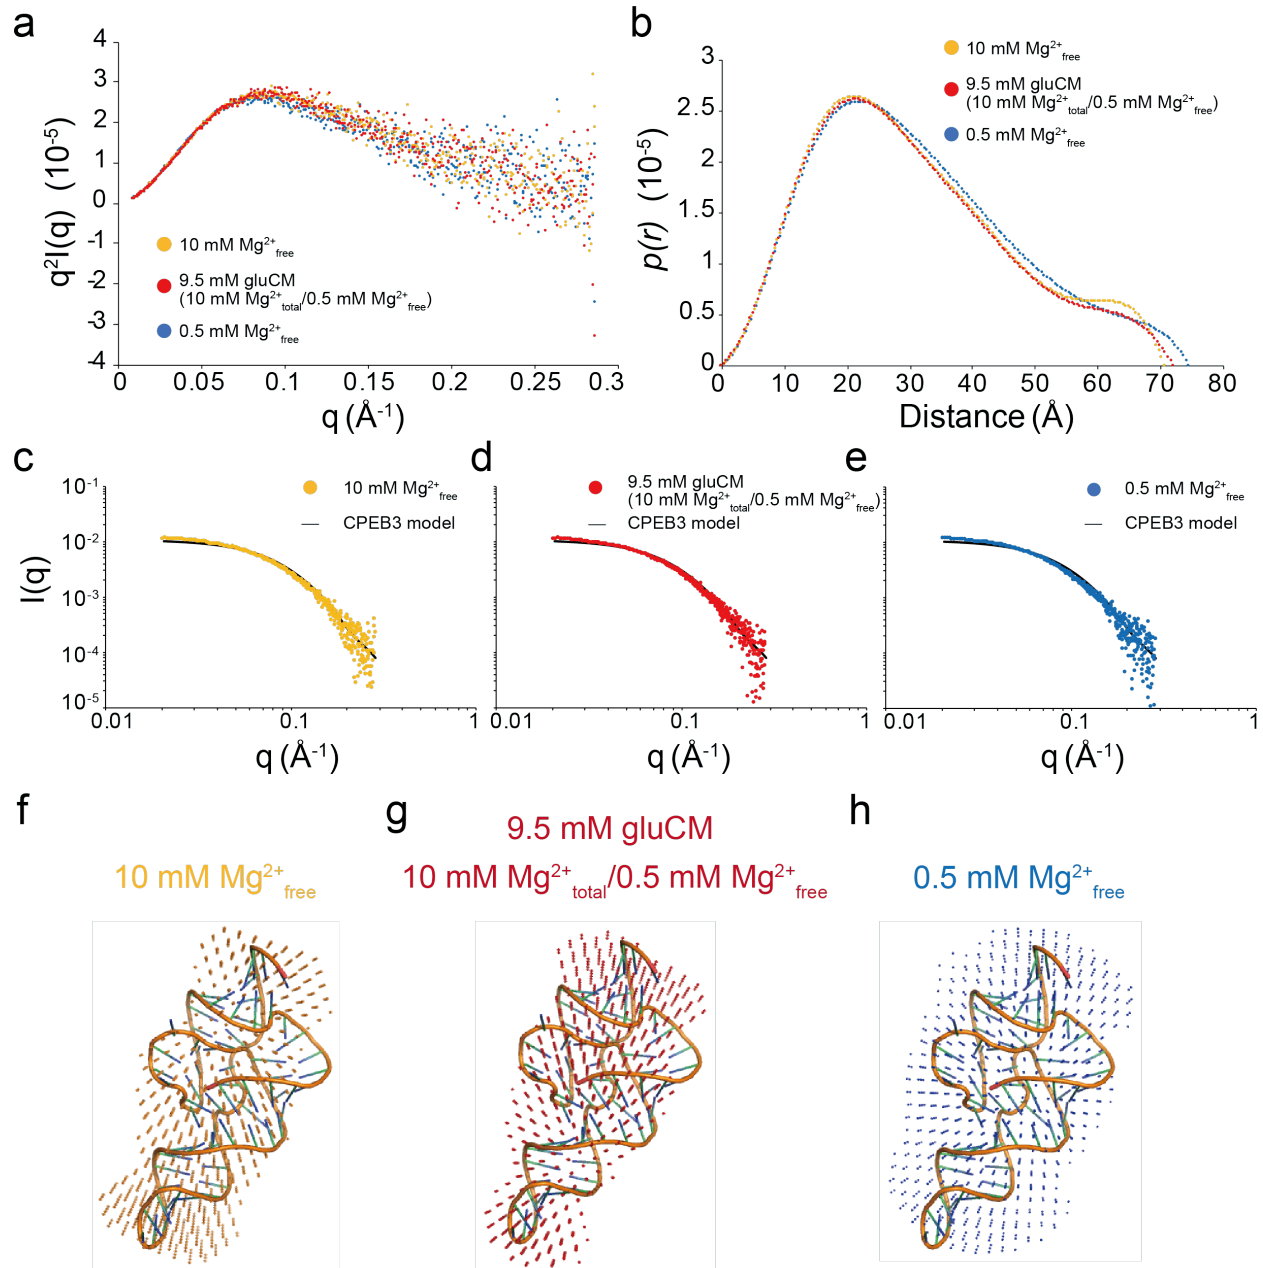 a
4
3
2
1
0
-1
-2
-3
-4
q²I(q) (10⁻⁵)
10 mM Mg²⁺free
9.5 mM gluCM
(10 mM Mg²⁺total/0.5 mM Mg²⁺free)
0.5 mM Mg²⁺free
0 0.05 0.1 0.15 0.2 0.25 0.3
q (Å⁻¹)
b
3
2.5
2
1.5
1
0.5
0
p(r) (10⁻⁵)
10 mM Mg²⁺free
9.5 mM gluCM
(10 mM Mg²⁺total/0.5 mM Mg²⁺free)
0.5 mM Mg²⁺free
0 10 20 30 40 50 60 70 80
Distance (Å)
c
I(q)
10⁻¹
10⁻²
10⁻³
10⁻⁴
10⁻⁵
10 mM Mg²⁺free
CPEB3 model
0.01 0.1 1
q (Å⁻¹)
d
9.5 mM gluCM
(10 mM Mg²⁺total/0.5 mM Mg²⁺free)
CPEB3 model
0.01 0.1 1
q (Å⁻¹)
e
0.5 mM Mg²⁺free
CPEB3 model
0.01 0.1 1
q (Å⁻¹)
f
10 mM Mg²⁺free
g
9.5 mM gluCM
10 mM Mg²⁺total/0.5 mM Mg²⁺free
h
0.5 mM Mg²⁺free